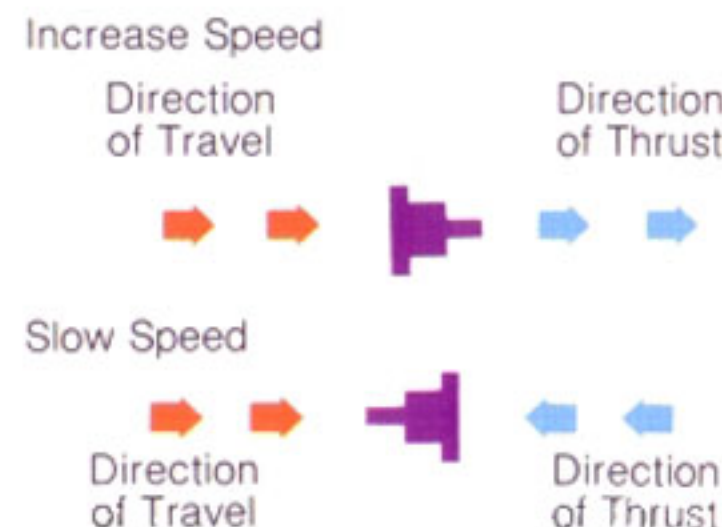 Increase Speed
Direction
of Travel
Direction
of Thrust
Slow Speed
Direction
of Travel
Direction
of Thrust